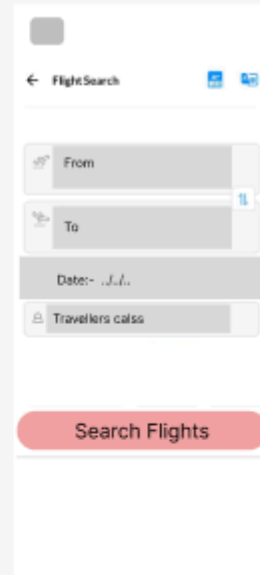 Flight Search
From
To
Date:- ../../..
Travellers calss
Search Flights